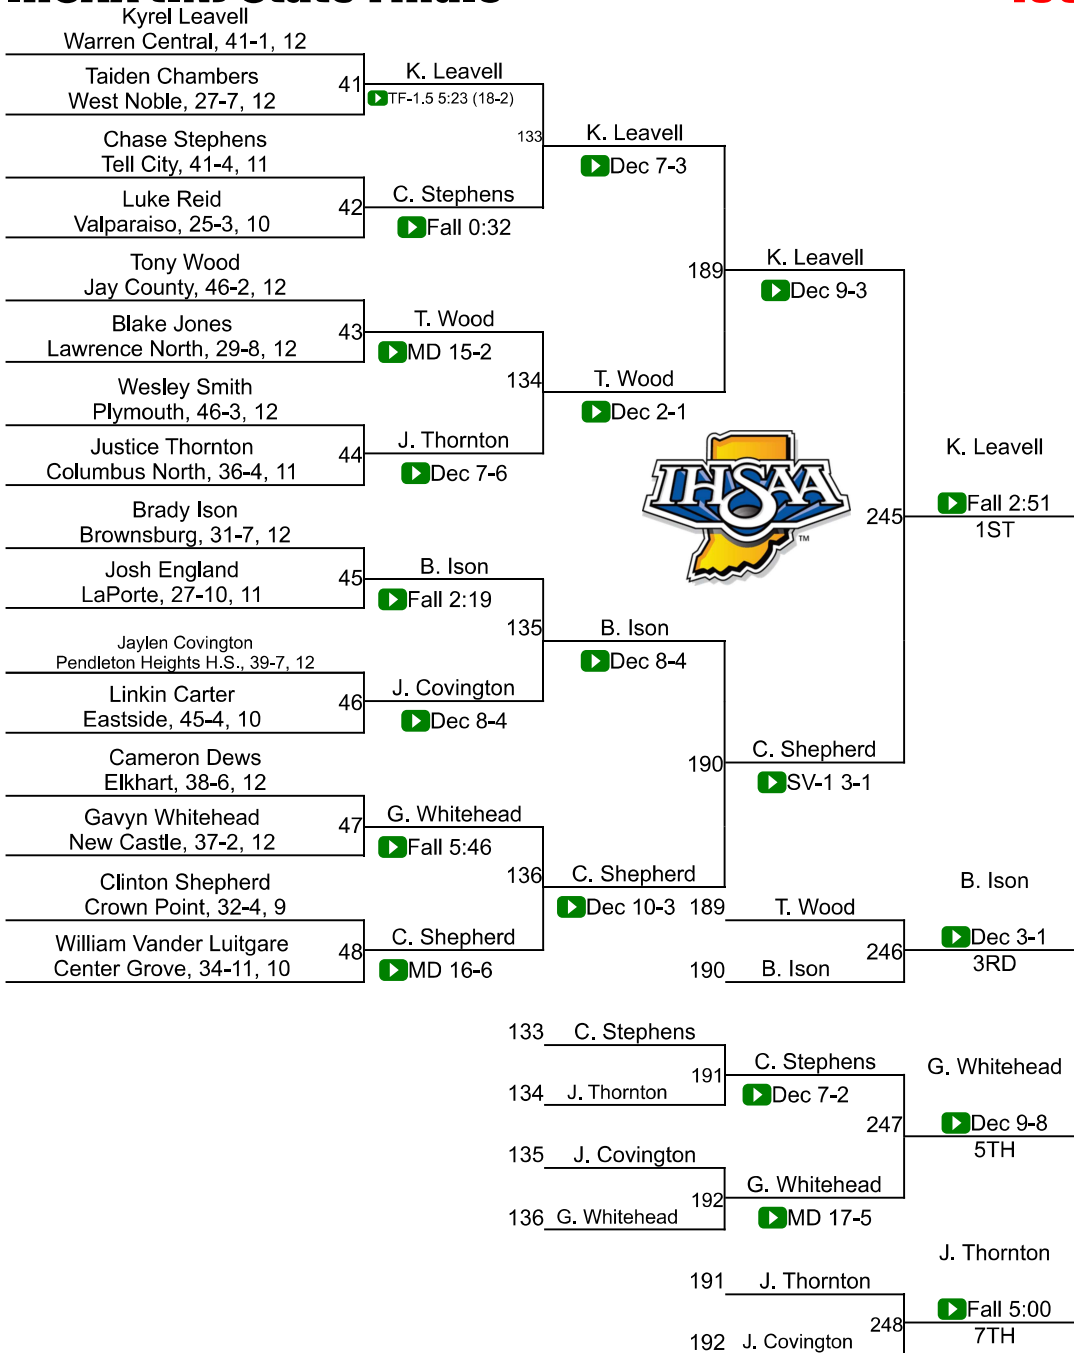 State Finals
Kyrel Leavell
Warren Central, 41-1, 12
Taiden Chambers
West Noble, 27-7, 12
41
K. Leavell
TF-1.5 5:23 (18-2)
Chase Stephens
Tell City, 41-4, 11
133
K. Leavell
Dec 7-3
Luke Reid
Valparaiso, 25-3, 10
42
C. Stephens
Fall 0:32
Tony Wood
Jay County, 46-2, 12
189
K. Leavell
Dec 9-3
Blake Jones
Lawrence North, 29-8, 12
43
T. Wood
MD 15-2
Wesley Smith
Plymouth, 46-3, 12
134
T. Wood
Dec 2-1
Justice Thornton
Columbus North, 36-4, 11
44
J. Thornton
Dec 7-6
IHSAA
TM
245
K. Leavell
Fall 2:51
1ST
Brady Ison
Brownsburg, 31-7, 12
Josh England
LaPorte, 27-10, 11
45
B. Ison
Fall 2:19
135
B. Ison
Dec 8-4
Jaylen Covington
Pendleton Heights H.S., 39-7, 12
Linkin Carter
Eastside, 45-4, 10
46
J. Covington
Dec 8-4
Cameron Dews
Elkhart, 38-6, 12
190
C. Shepherd
SV-1 3-1
Gavyn Whitehead
New Castle, 37-2, 12
47
G. Whitehead
Fall 5:46
Clinton Shepherd
Crown Point, 32-4, 9
136
C. Shepherd
Dec 10-3
William Vander Luitgare
Center Grove, 34-11, 10
48
C. Shepherd
MD 16-6
189
T. Wood
190
B. Ison
246
B. Ison
Dec 3-1
3RD
133
C. Stephens
134
J. Thornton
191
C. Stephens
Dec 7-2
135
J. Covington
136
G. Whitehead
192
G. Whitehead
MD 17-5
247
G. Whitehead
Dec 9-8
5TH
191
J. Thornton
192
J. Covington
248
J. Thornton
Fall 5:00
7TH